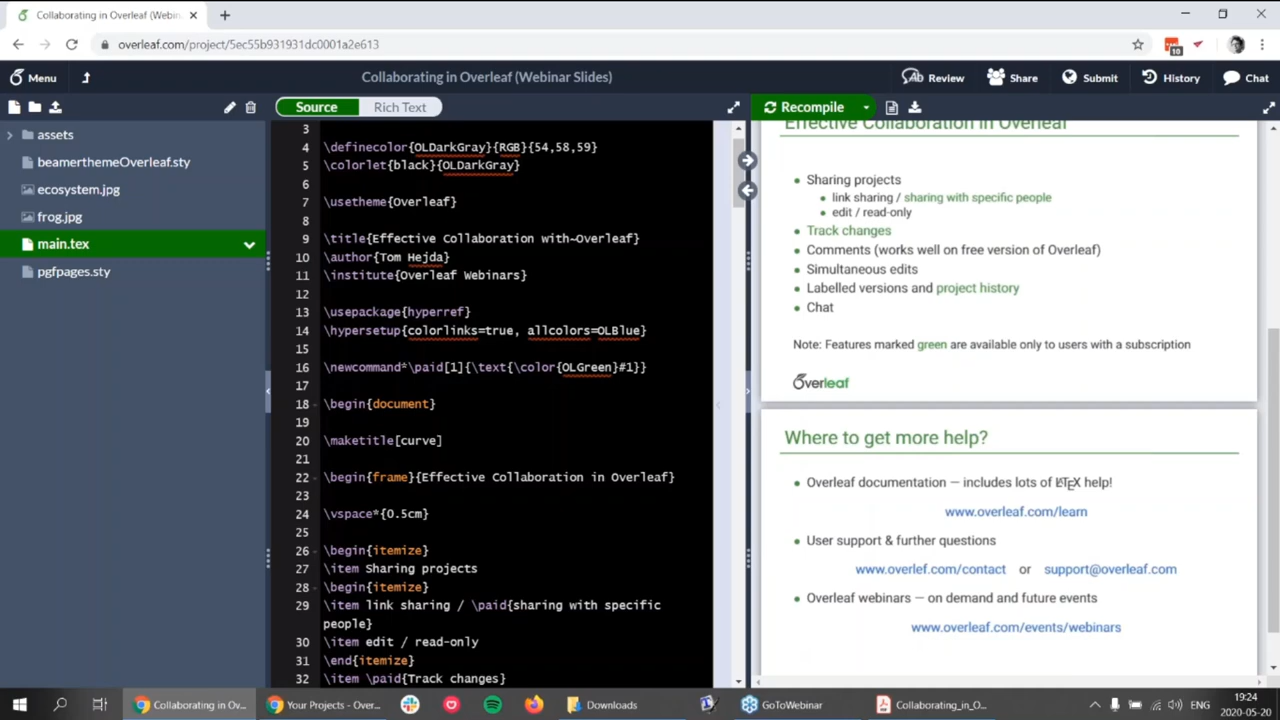 Collaborating in Overleaf (Webin
overleaf.com/project/5ec55b931931dc0001a2e613
10
Menu
Collaborating in Overleaf (Webinar Slides)
Review
Share
Submit
History
Chat
Source
Rich Text
Recompile
assets
beamerthemeOverleaf.sty
ecosystem.jpg
frog.jpg
main.tex
pgfpages.sty
3
4 \definecolor{OLDarkGray}{RGB}{54,58,59}
5 \colorlet{black}{OLDarkGray}
6
7 \usetheme{Overleaf}
8
9 \title{Effective Collaboration with~Overleaf}
10 \author{Tom Hejda}
11 \institute{Overleaf Webinars}
12
13 \usepackage{hyperref}
14 \hypersetup{colorlinks=true, allcolors=OLBlue}
15
16 \newcommand*\paid[1]{\text{\color{OLGreen}#1}}
17
18 \begin{document}
19
20 \maketitle[curve]
21
22 \begin{frame}{Effective Collaboration in Overleaf}
23
24 \vspace*{0.5cm}
25
26 \begin{itemize}
27 \item Sharing projects
28 \begin{itemize}
29 \item link sharing / \paid{sharing with specific
people}
30 \item edit / read-only
31 \end{itemize}
32 \item \paid{Track changes}
Effective Collaboration in Overleaf
• Sharing projects
• link sharing / sharing with specific people
• edit / read-only
• Track changes
• Comments (works well on free version of Overleaf)
• Simultaneous edits
• Labelled versions and project history
• Chat
Note: Features marked green are available only to users with a subscription
Overleaf
Where to get more help?
• Overleaf documentation — includes lots of LATEX help!
www.overleaf.com/learn
• User support & further questions
www.overlef.com/contact or support@overleaf.com
• Overleaf webinars — on demand and future events
www.overleaf.com/events/webinars
Collaborating in Ov...
Your Projects - Over...
Downloads
GoToWebinar
Collaborating_in_O...
ENG
19:24
2020-05-20